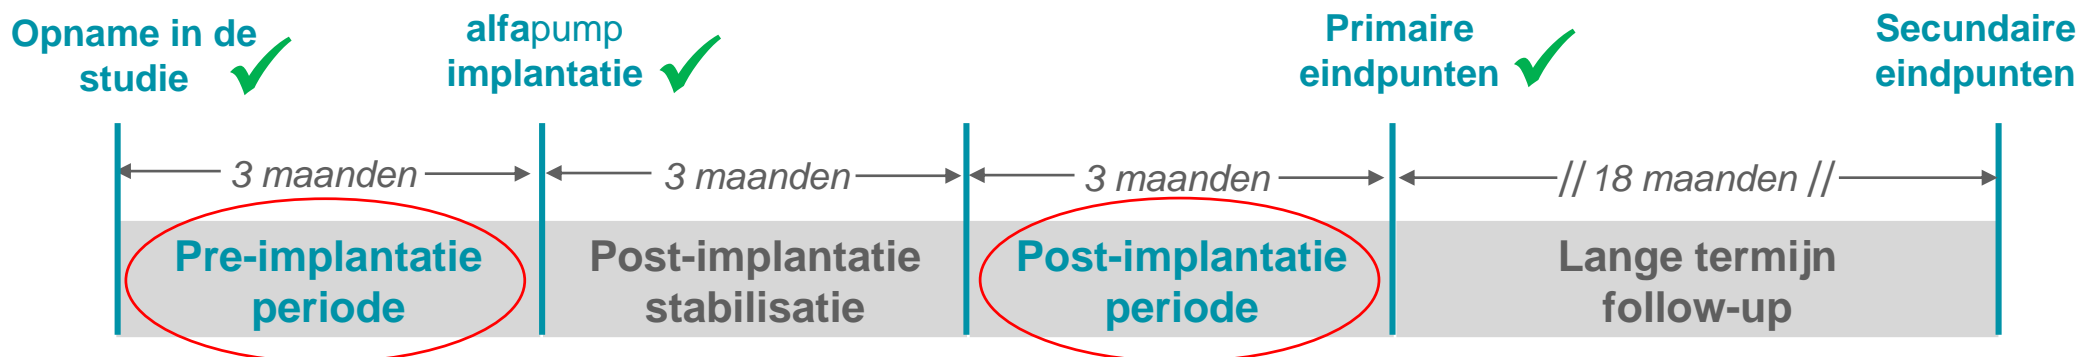 Opname in de
studie
alfapump
implantatie
Primaire
eindpunten
Secundaire
eindpunten
3 maanden
3 maanden
3 maanden
// 18 maanden //
Pre-implantatie
periode
Post-implantatie
stabilisatie
Post-implantatie
periode
Lange termijn
follow-up